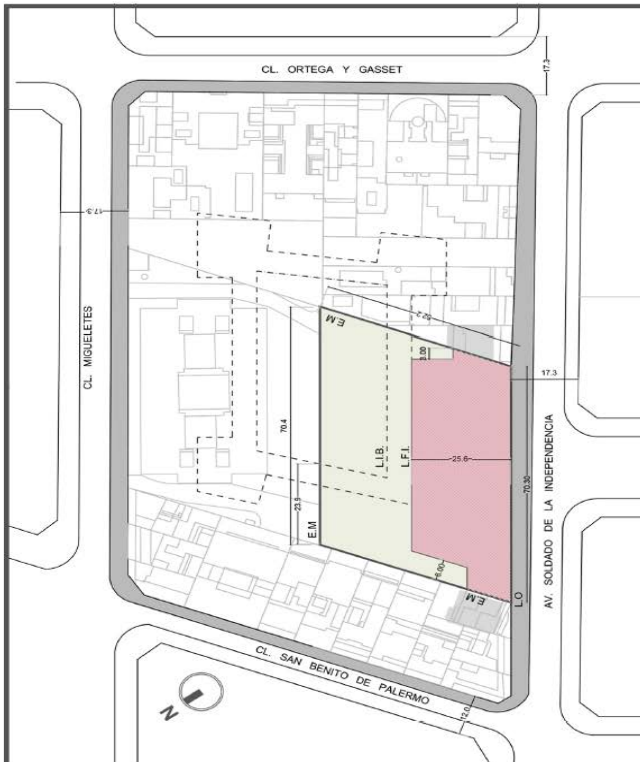 CL. ORTEGA Y GASSET
17.3
17.3
CL. MIGUELETES
E.M
52.2
3.00
17.3
70.4
L.I.B.
L.F.I.
25.6
70.30
AV. SOLDADO DE LA INDEPENDENCIA
23.9
E.M
6.00
E.M
L.O
CL. SAN BENITO DE PALERMO
12.0
N